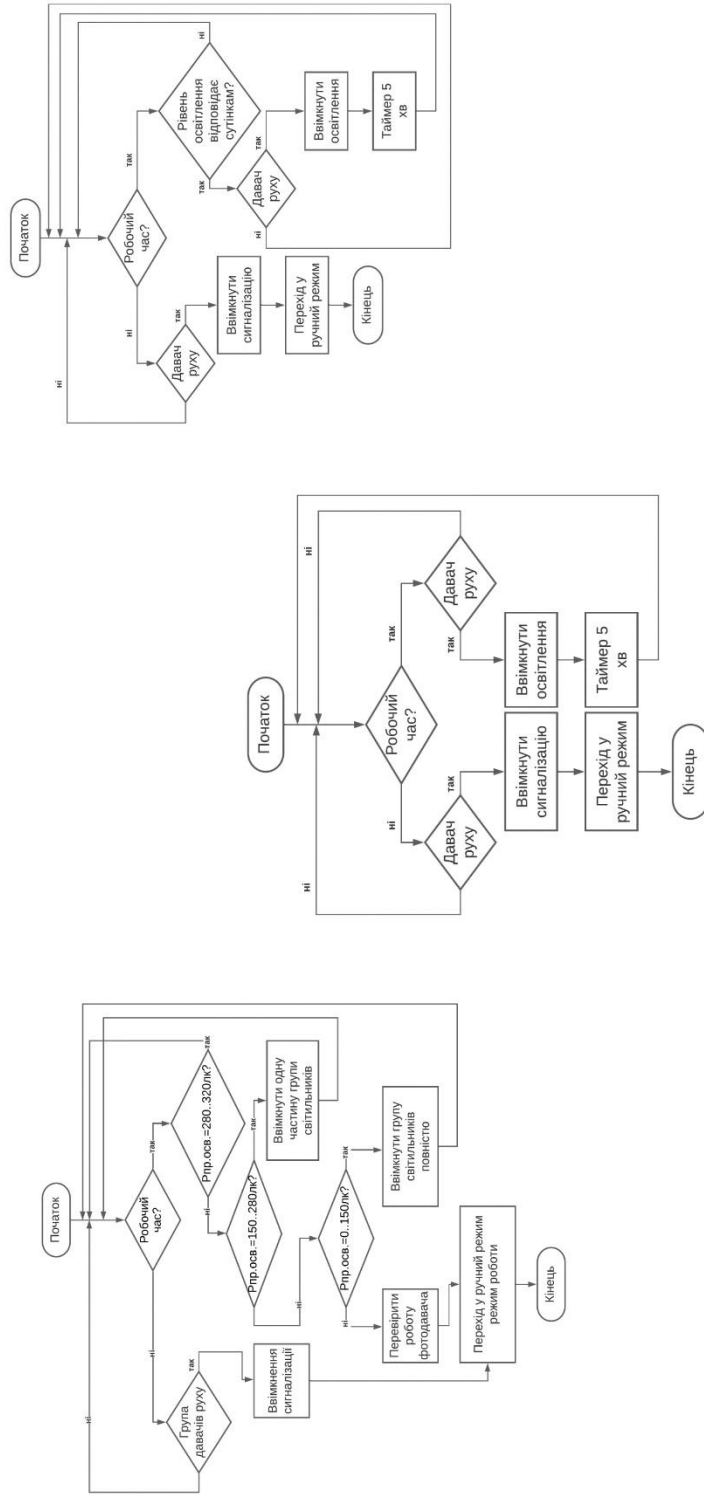 Початок
Робочий
час?
ні
так
Група
давачів руху
ні
так
Ввімкнення
сигналізації
Pпр.осв.=280..320лк?
так
ні
Pпр.осв.=150..280лк?
так
ні
Ввімкнути одну
частину групи
світильників
Pпр.осв.=0..150лк?
так
ні
Ввімкнути групу
світильників
повністю
Перевірити
роботу
фотодавача
Перехід у ручний режим
режим роботи
Кінець
Початок
Робочий
час?
ні
так
Давач
руху
ні
так
Ввімкнути
сигналізацію
Перехід у
ручний режим
Кінець
Давач
руху
ні
так
Ввімкнути
освітлення
Таймер 5
хв
Початок
Робочий
час?
ні
так
Давач
руху
ні
так
Ввімкнути
сигналізацію
Перехід у
ручний режим
Кінець
Рівень
освітлення
відповідає
сутінкам?
ні
так
Давач
руху
ні
так
Ввімкнути
освітлення
Таймер 5
хв